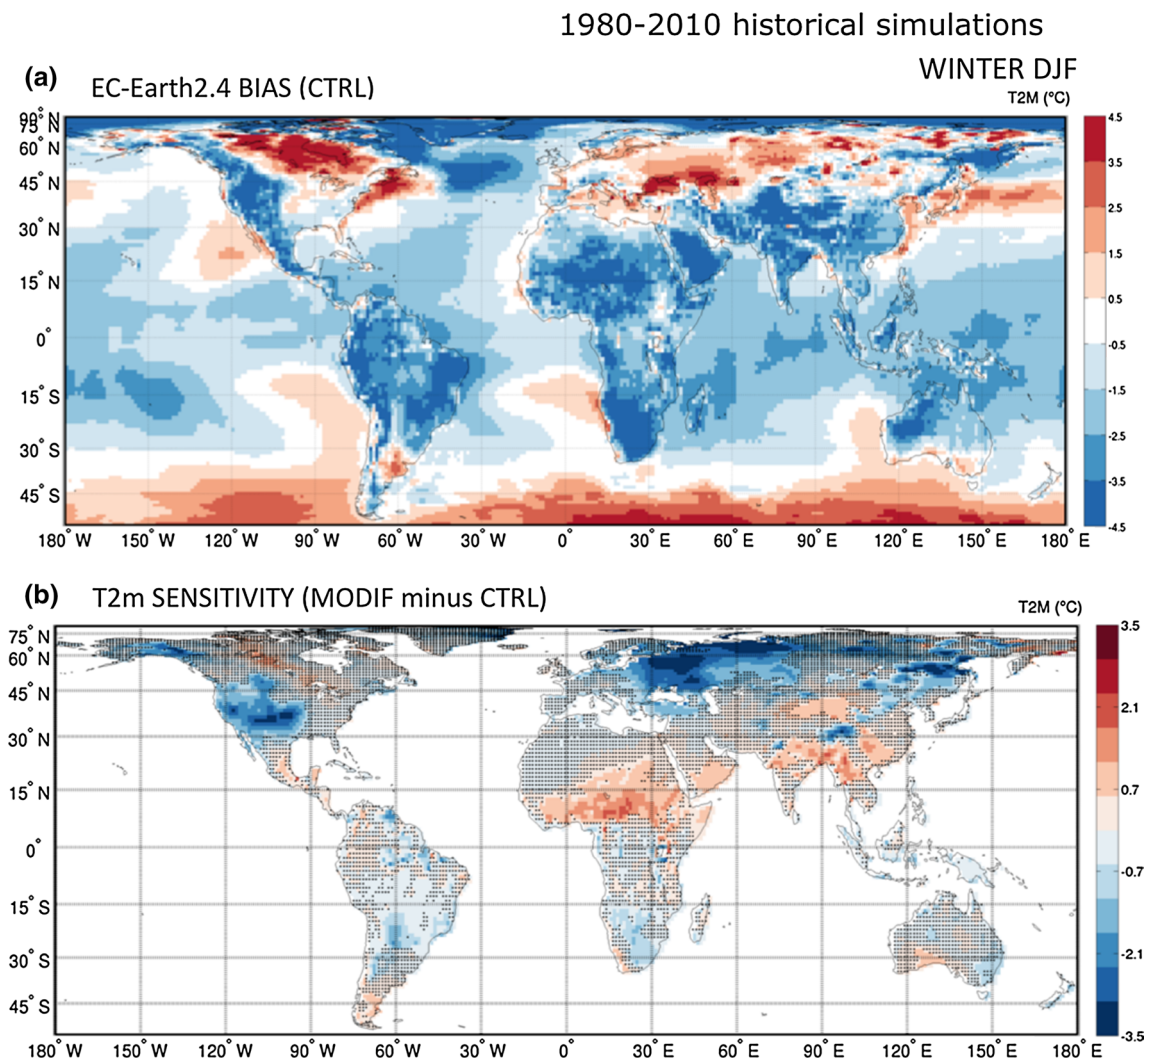 1980-2010 historical simulations
(a)
EC-Earth2.4 BIAS (CTRL)
WINTER DJF
T2M (°C)
90° N
75° N
60° N
45° N
30° N
15° N
0°
15° S
30° S
45° S
180° W 150° W 120° W 90° W 60° W 30° W 0° 30° E 60° E 90° E 120° E 150° E 180° E
4.5
3.5
2.5
1.5
0.5
-0.5
-1.5
-2.5
-3.5
-4.5
(b)
T2m SENSITIVITY (MODIF minus CTRL)
T2M (°C)
75° N
60° N
45° N
30° N
15° N
0°
15° S
30° S
45° S
180° W 150° W 120° W 90° W 60° W 30° W 0° 30° E 60° E 90° E 120° E 150° E 180° E
3.5
2.1
0.7
-0.7
-2.1
-3.5